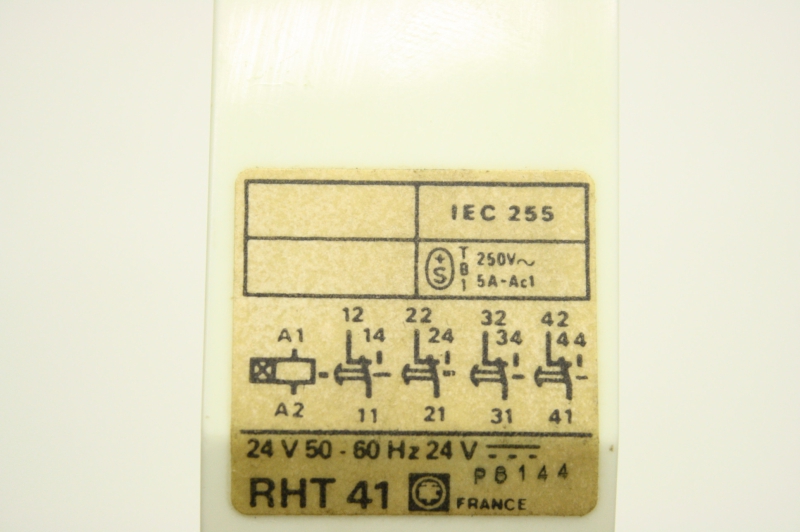 IEC 255
+
S
T
B
1
250V~
5A-Ac1
12 22 32 42
A1 14 24 34 44
A2 11 21 31 41
24 V 50 - 60 Hz 24 V
P8144
RHT 41 FRANCE